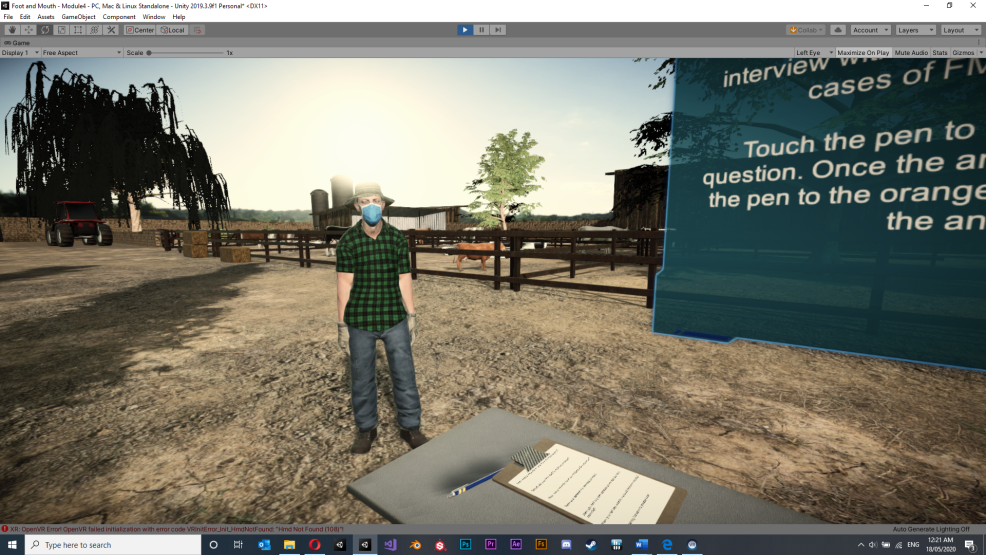 Foot and Mouth - Module4 - PC, Mac & Linux Standalone - Unity 2019.3.9f1 Personal* <DX11>
File Edit Assets GameObject Component Window Help
Center Local Collab Account Layers Layout
Game
Display 1 Free Aspect Scale 1x Left Eye Maximize On Play Mute Audio Stats Gizmos
interview wi
cases of FM
Touch the pen to
question. Once the an
the pen to the orange
the an
XR: OpenVR Error! OpenVR failed initialization with error code VRInitError_Init_HmdNotFound: "Hmd Not Found (108)"!
Auto Generate Lighting Off
Type here to search
12:21 AM
18/05/2020